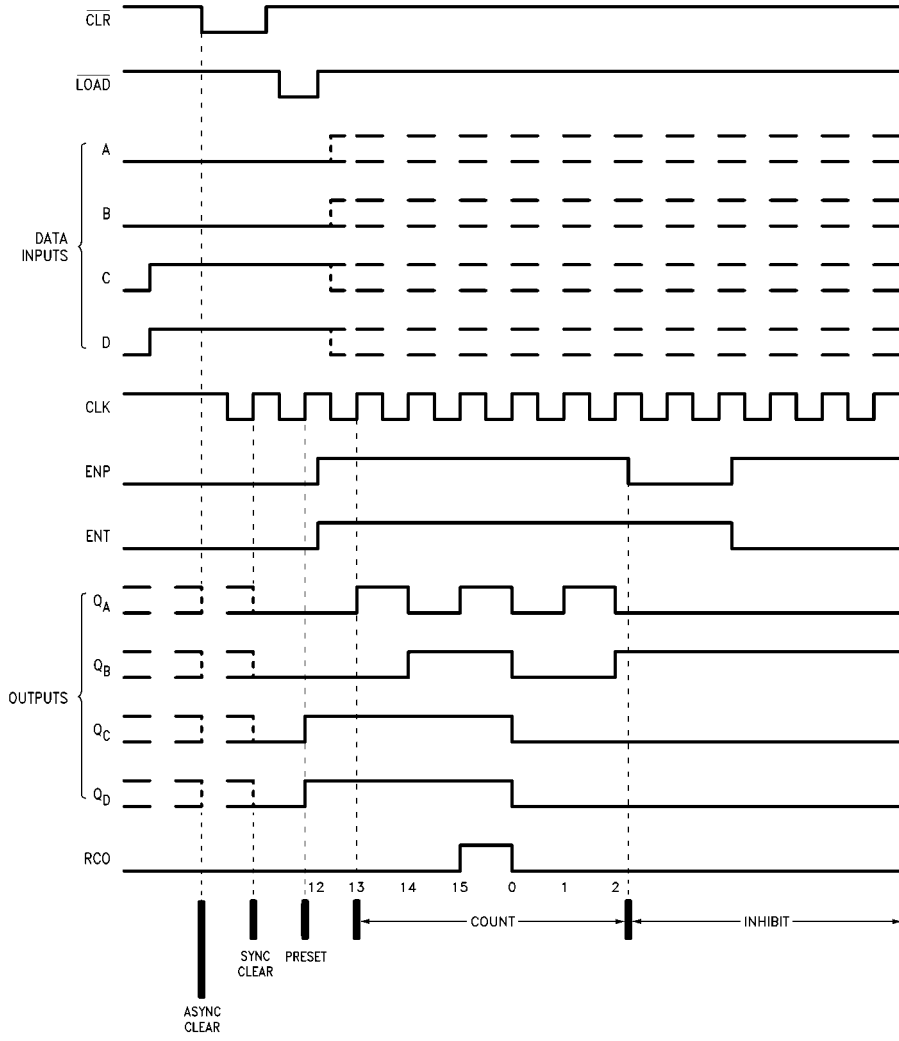 CLR
LOAD
A
B
DATA
INPUTS
C
D
CLK
ENP
ENT
QA
QB
OUTPUTS
QC
QD
RCO
12 13 14 15 0 1 2
COUNT INHIBIT
SYNC
CLEAR
PRESET
ASYNC
CLEAR